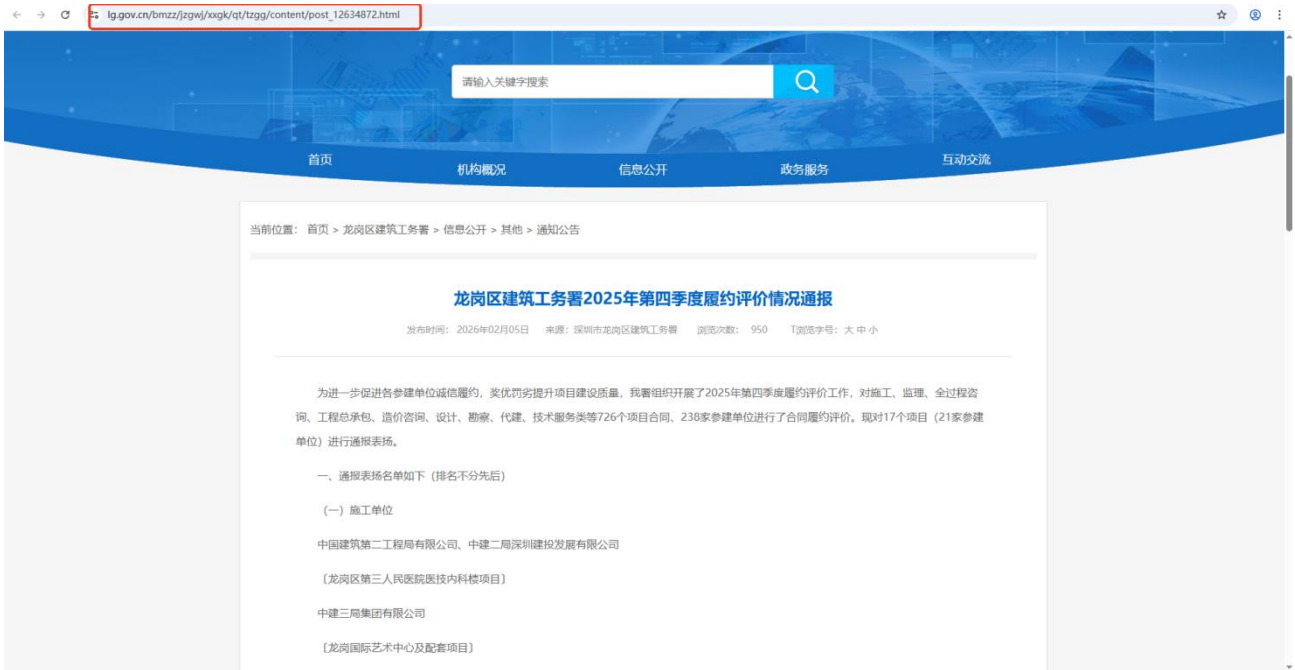 lg.gov.cn/bmzz/jzgwj/xxgk/qt/tzgg/content/post_12634872.html
请输入关键字搜索
首页
机构概况
信息公开
政务服务
互动交流
当前位置： 首页 > 龙岗区建筑工务署 > 信息公开 > 其他 > 通知公告
龙岗区建筑工务署2025年第四季度履约评价情况通报
发布时间： 2026年02月05日 来源：深圳市龙岗区建筑工务署 浏览次数： 950 T浏览字号：大 中 小
为进一步促进各参建单位诚信履约，奖优罚劣提升项目建设质量，我署组织开展了2025年第四季度履约评价工作，对施工、监理、全过程咨
询、工程总承包、造价咨询、设计、勘察、代建、技术服务类等726个项目合同、238家参建单位进行了合同履约评价。现对17个项目（21家参建
单位）进行通报表扬。
一、通报表扬名单如下（排名不分先后）
（一）施工单位
中国建筑第二工程局有限公司、中建二局深圳建投发展有限公司
〔龙岗区第三人民医院医技内科楼项目〕
中建三局集团有限公司
〔龙岗国际艺术中心及配套项目〕